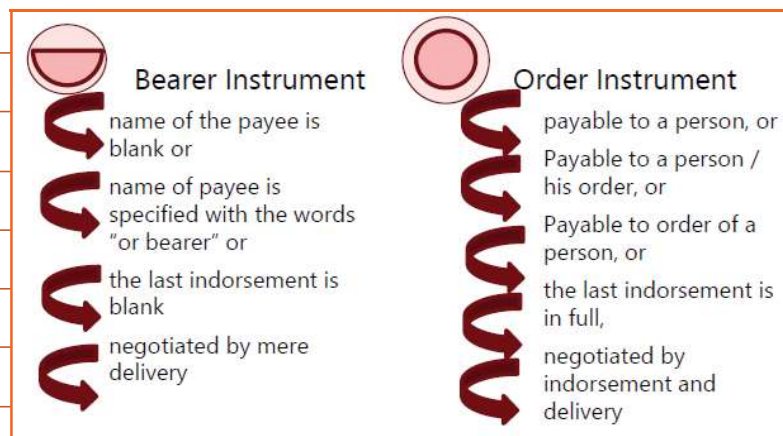 Bearer Instrument
name of the payee is
blank or
name of payee is
specified with the words
“or bearer” or
the last indorsement is
blank
negotiated by mere
delivery
Order Instrument
payable to a person, or
Payable to a person /
his order, or
Payable to order of a
person, or
the last indorsement is
in full,
negotiated by
indorsement and
delivery